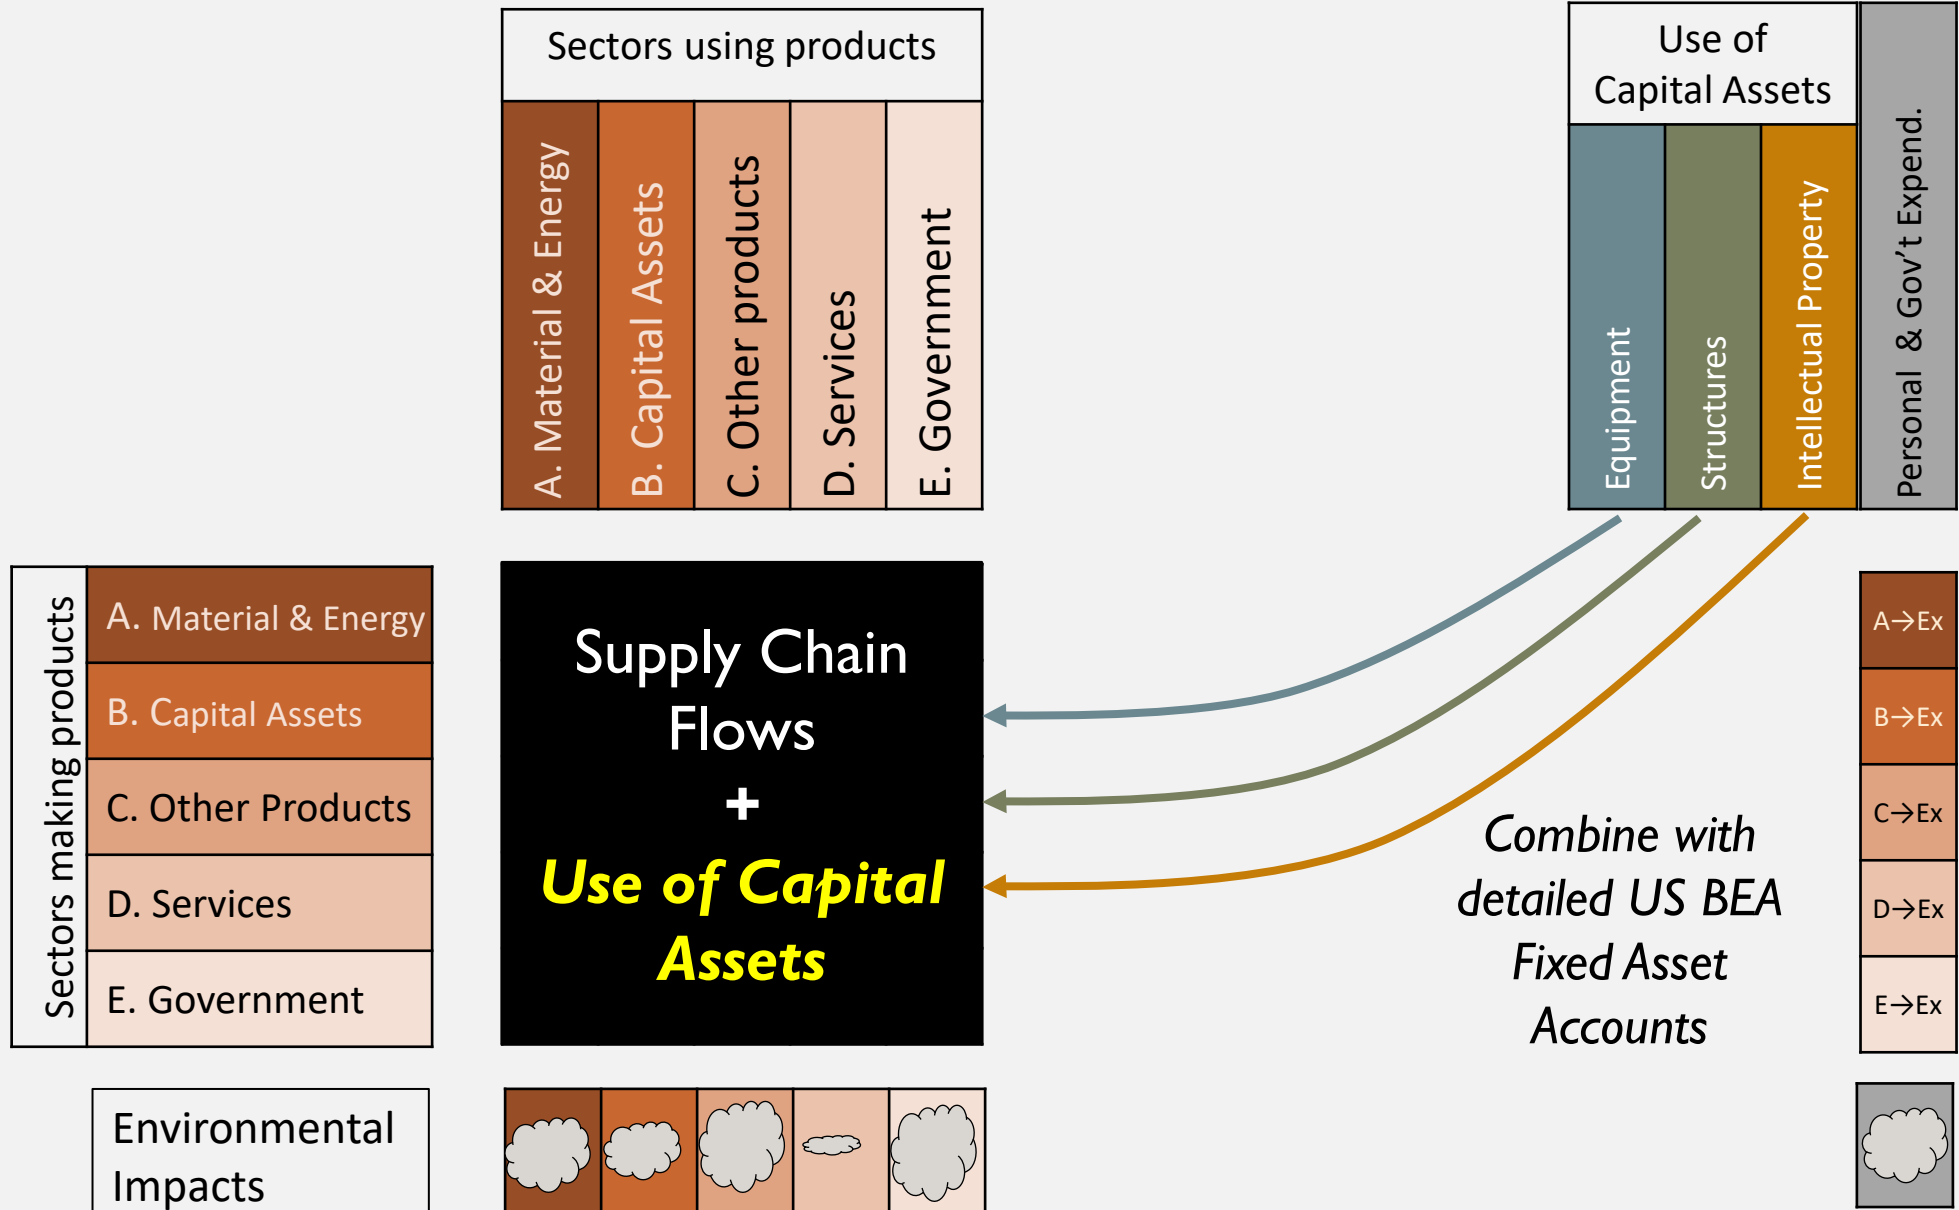 Sectors using products
A. Material & Energy
B. Capital Assets
C. Other products
D. Services
E. Government
Use of
Capital Assets
Equipment
Structures
Intellectual Property
Personal & Gov’t Expend.
Sectors making products
A. Material & Energy
B. Capital Assets
C. Other Products
D. Services
E. Government
Supply Chain
Flows
+
Use of Capital
Assets
Combine with
detailed US BEA
Fixed Asset
Accounts
A→Ex
B→Ex
C→Ex
D→Ex
E→Ex
Environmental
Impacts